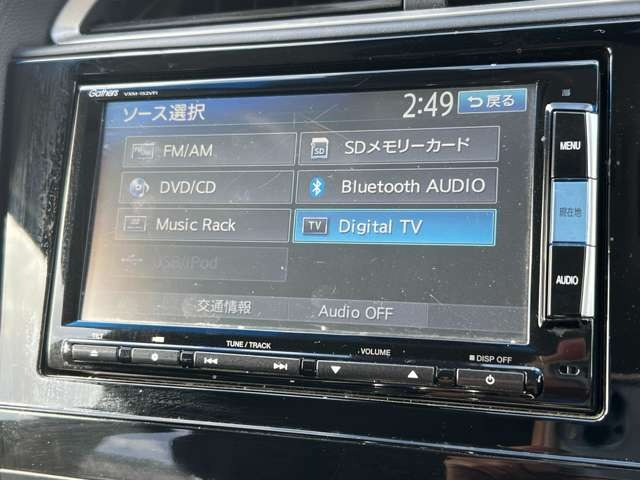 Gathers VXM-152VFi
ソース選択
2:49
戻る
FM/AM
SD SDメモリーカード
DVD/CD
Bluetooth AUDIO
Music Rack
TV Digital TV
USB/iPod
交通情報
Audio OFF
MENU
現在地
AUDIO
TUNE / TRACK
VOLUME
DISP OFF